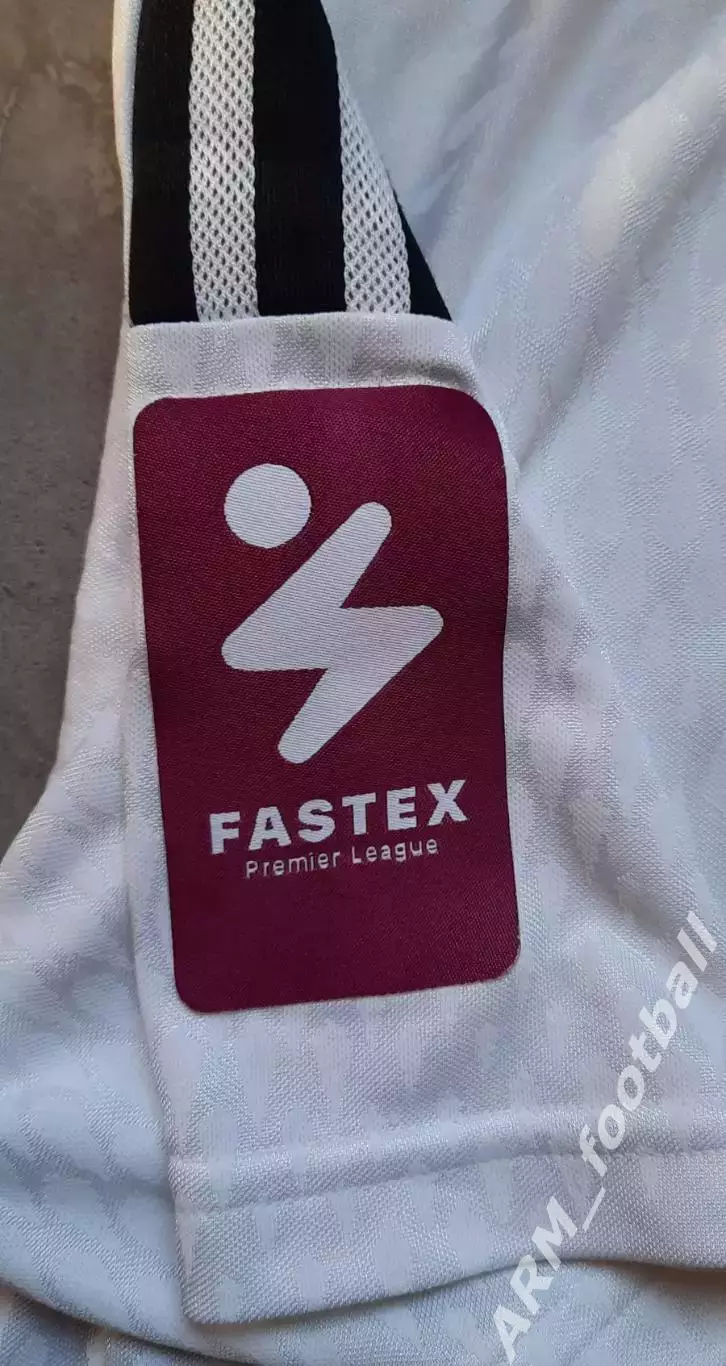 FASTEX
Premier League
ARM_football